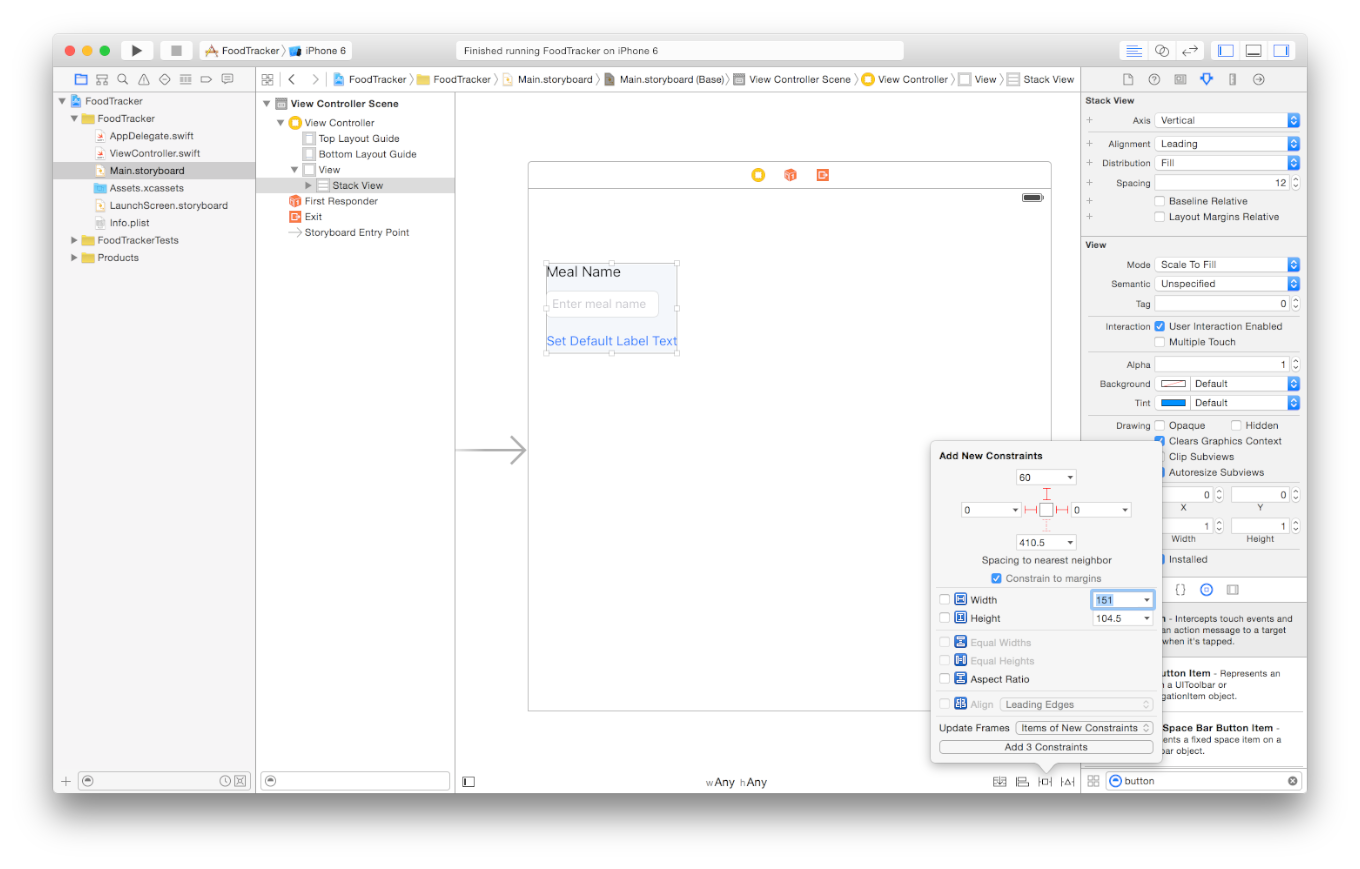 FoodTracker iPhone 6
Finished running FoodTracker on iPhone 6
FoodTracker FoodTracker Main.storyboard Main.storyboard (Base) View Controller Scene View Controller View Stack View
FoodTracker
FoodTracker
AppDelegate.swift
ViewController.swift
Main.storyboard
Assets.xcassets
LaunchScreen.storyboard
Info.plist
FoodTrackerTests
Products
View Controller Scene
View Controller
Top Layout Guide
Bottom Layout Guide
View
Stack View
First Responder
Exit
Storyboard Entry Point
Meal Name
Enter meal name
Set Default Label Text
wAny hAny
Add New Constraints
60
0 0
410.5
Spacing to nearest neighbor
Constrain to margins
Width 151
Height 104.5
Equal Widths
Equal Heights
Aspect Ratio
Align Leading Edges
Update Frames Items of New Constraints
Add 3 Constraints
Stack View
+ Axis Vertical
+ Alignment Leading
+ Distribution Fill
+ Spacing 12
+ Baseline Relative
+ Layout Margins Relative
View
Mode Scale To Fill
Semantic Unspecified
Tag 0
Interaction User Interaction Enabled
Multiple Touch
Alpha 1
Background Default
Tint Default
Drawing Opaque Hidden
Clears Graphics Context
Clip Subviews
Autoresize Subviews
0 0
X Y
1 1
Width Height
Installed
{}
- Intercepts touch events and
an action message to a target
when it's tapped.
Item - Represents an
a UIToolbar or
object.
Space Bar Button Item -
a fixed space item on a
object.
button